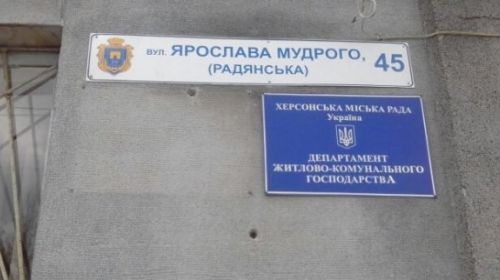 вул. ЯРОСЛАВА МУДРОГО, 45
(РАДЯНСЬКА)
ХЕРСОНСЬКА МІСЬКА РАДА
Україна
ДЕПАРТАМЕНТ
ЖИТЛОВО-КОМУНАЛЬНОГО
ГОСПОДАРСТВА